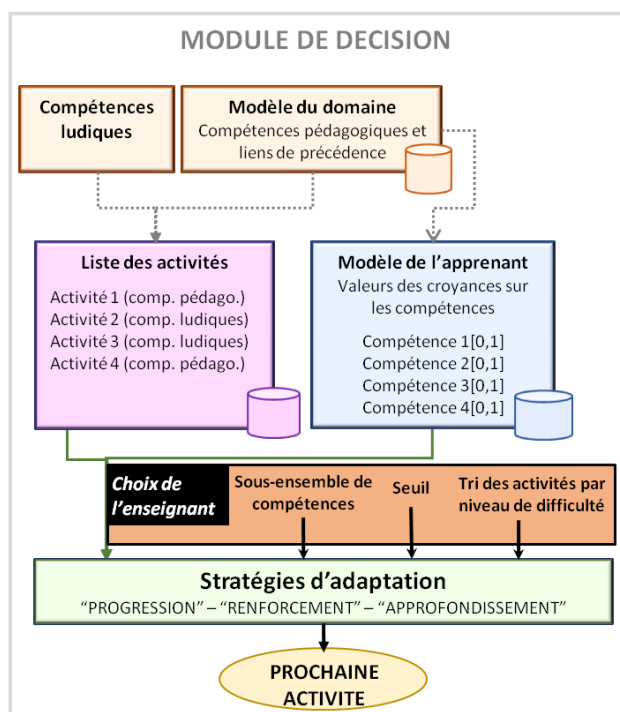 MODULE DE DECISION
Compétences
ludiques
Modèle du domaine
Compétences pédagogiques et
liens de précédence
Liste des activités
Activité 1 (comp. pédago.)
Activité 2 (comp. ludiques)
Activité 3 (comp. ludiques)
Activité 4 (comp. pédago.)
Modèle de l’apprenant
Valeurs des croyances sur
les compétences
Compétence 1[0,1]
Compétence 2[0,1]
Compétence 3[0,1]
Compétence 4[0,1]
Choix de
l’enseignant
Sous-ensemble de
compétences
Seuil
Tri des activités par
niveau de difficulté
Stratégies d’adaptation
“PROGRESSION” – “RENFORCEMENT” – “APPROFONDISSEMENT”
PROCHAINE
ACTIVITE